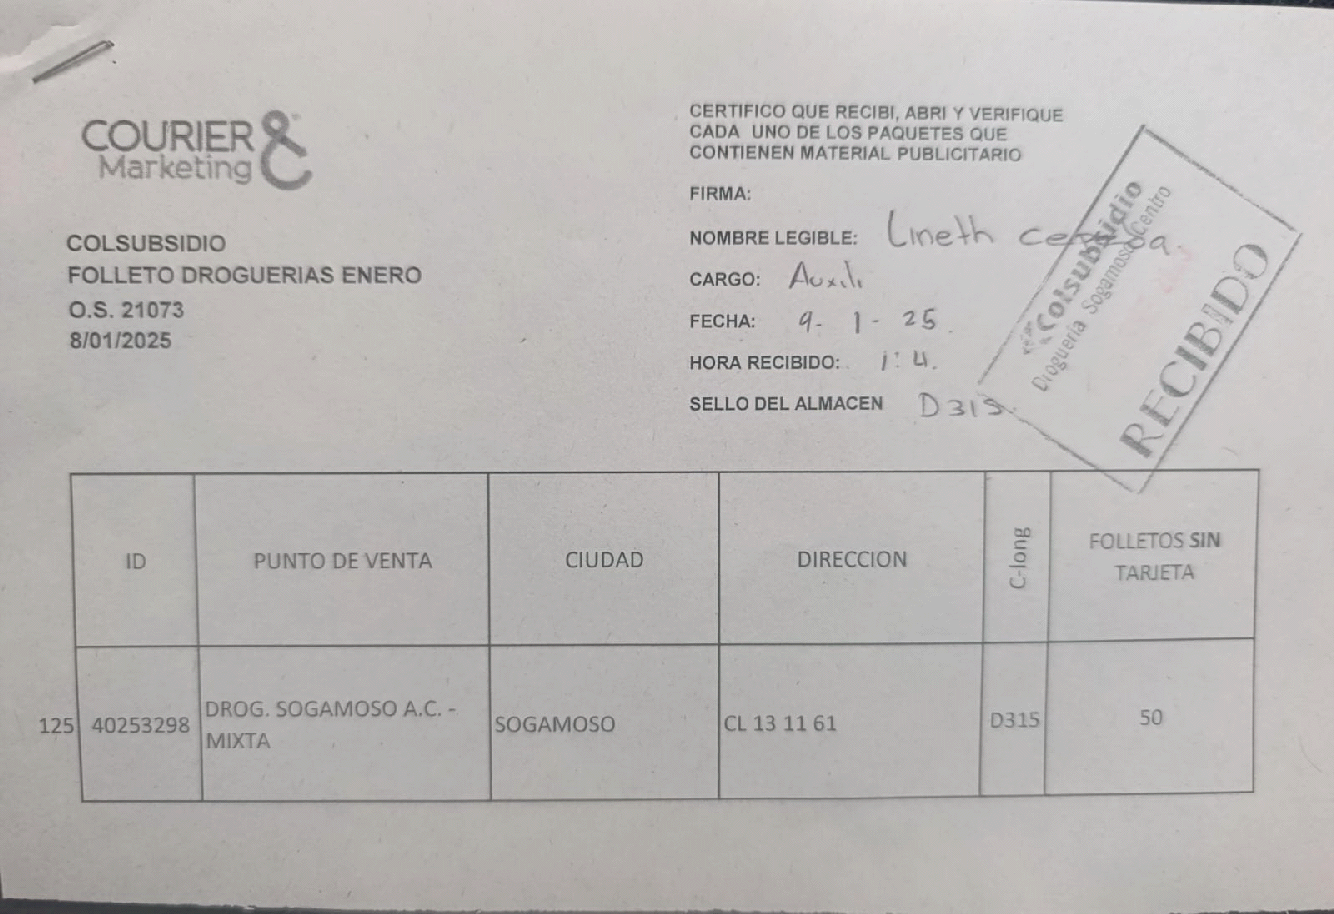 COURIER &
Marketing
COLSUBSIDIO
FOLLETO DROGUERIAS ENERO
O.S. 21073
8/01/2025
CERTIFICO QUE RECIBI, ABRI Y VERIFIQUE
CADA UNO DE LOS PAQUETES QUE
CONTIENEN MATERIAL PUBLICITARIO
FIRMA:
NOMBRE LEGIBLE: Lineth
CARGO: Auxili
FECHA: 9 - 1 - 25.
HORA RECIBIDO: 1:4.
SELLO DEL ALMACEN D315.
Colsubsidio
Droguería Sogamoso Centro
RECIBIDO
ID PUNTO DE VENTA CIUDAD DIRECCION C-long FOLLETOS SIN
TARJETA
125 40253298 DROG. SOGAMOSO A.C. -
MIXTA SOGAMOSO CL 13 11 61 D315 50